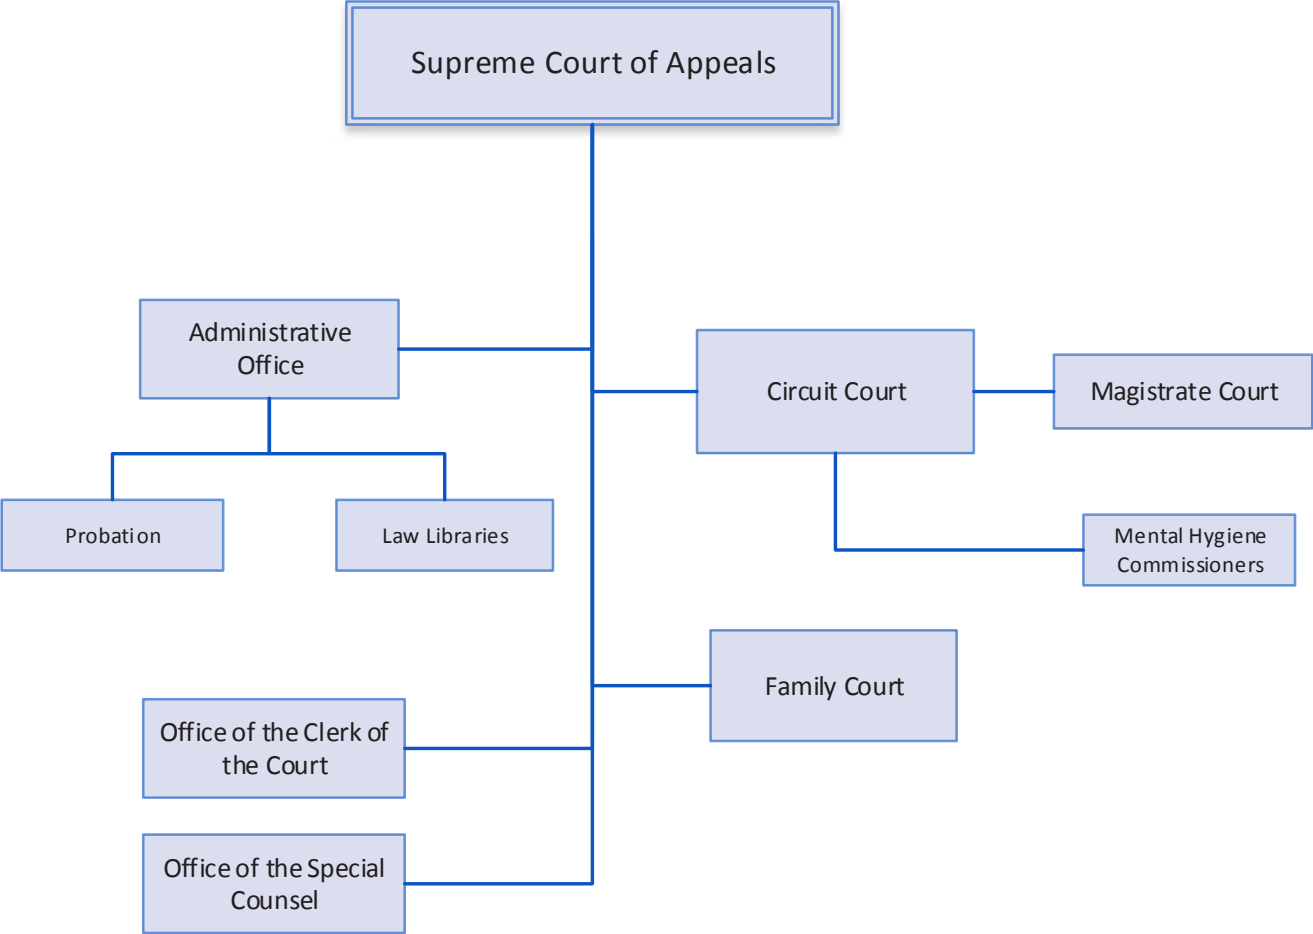 Supreme Court of Appeals
Administrative
Office
Circuit Court
Magistrate Court
Probation
Law Libraries
Mental Hygiene
Commissioners
Family Court
Office of the Clerk of
the Court
Office of the Special
Counsel